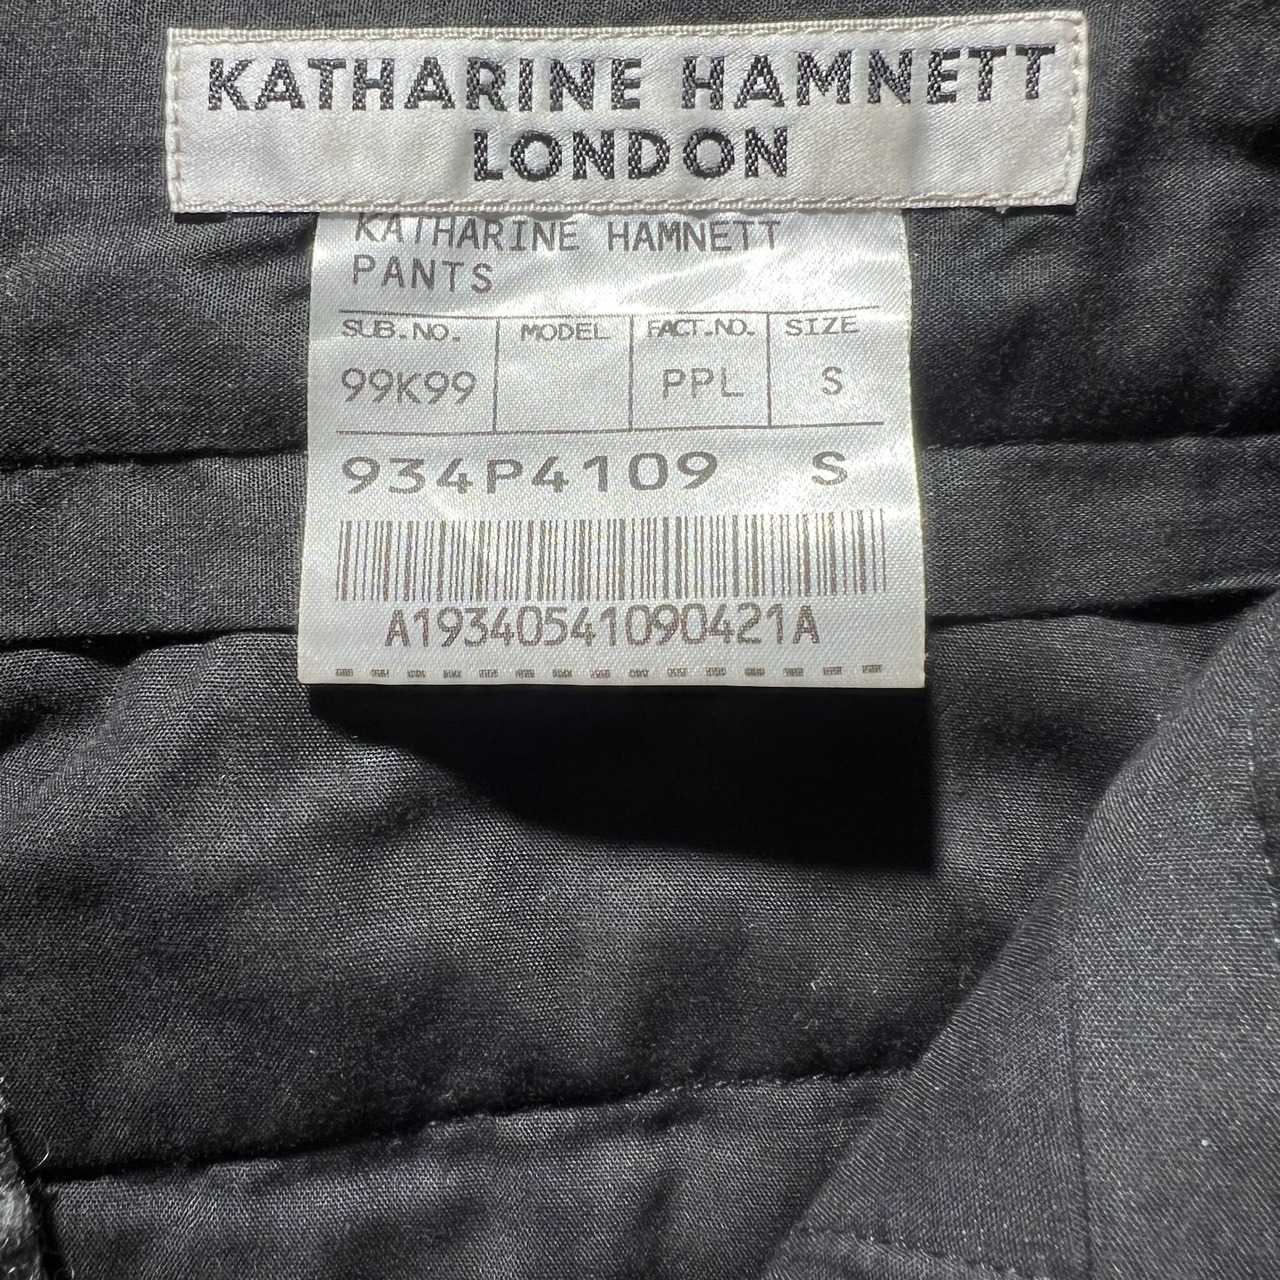 KATHARINE HAMNETT
LONDON
KATHARINE HAMNETT
PANTS
SUB.NO. MODEL FACT.NO. SIZE
99K99 PPL S
934P4109 S
A19340541090421A